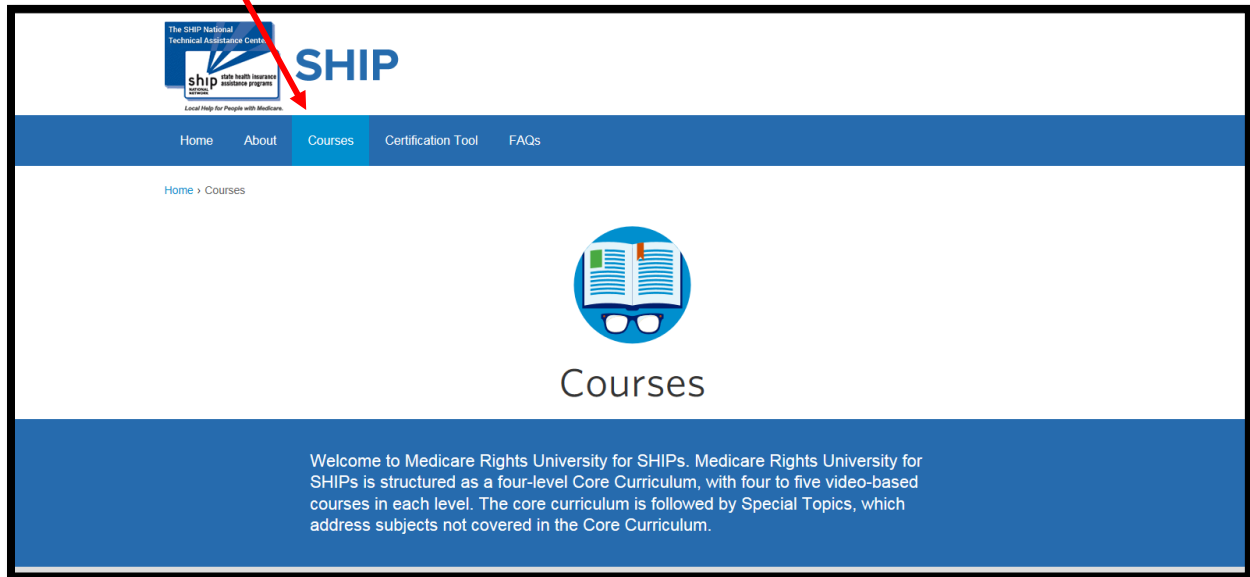 The SHIP National
Technical Assistance Center
ship state health insurance
assistance programs
NATIONAL
NETWORK
Local Help for People with Medicare.
SHIP
Home About Courses Certification Tool FAQs
Home › Courses
Courses
Welcome to Medicare Rights University for SHIPs. Medicare Rights University for
SHIPs is structured as a four-level Core Curriculum, with four to five video-based
courses in each level. The core curriculum is followed by Special Topics, which
address subjects not covered in the Core Curriculum.